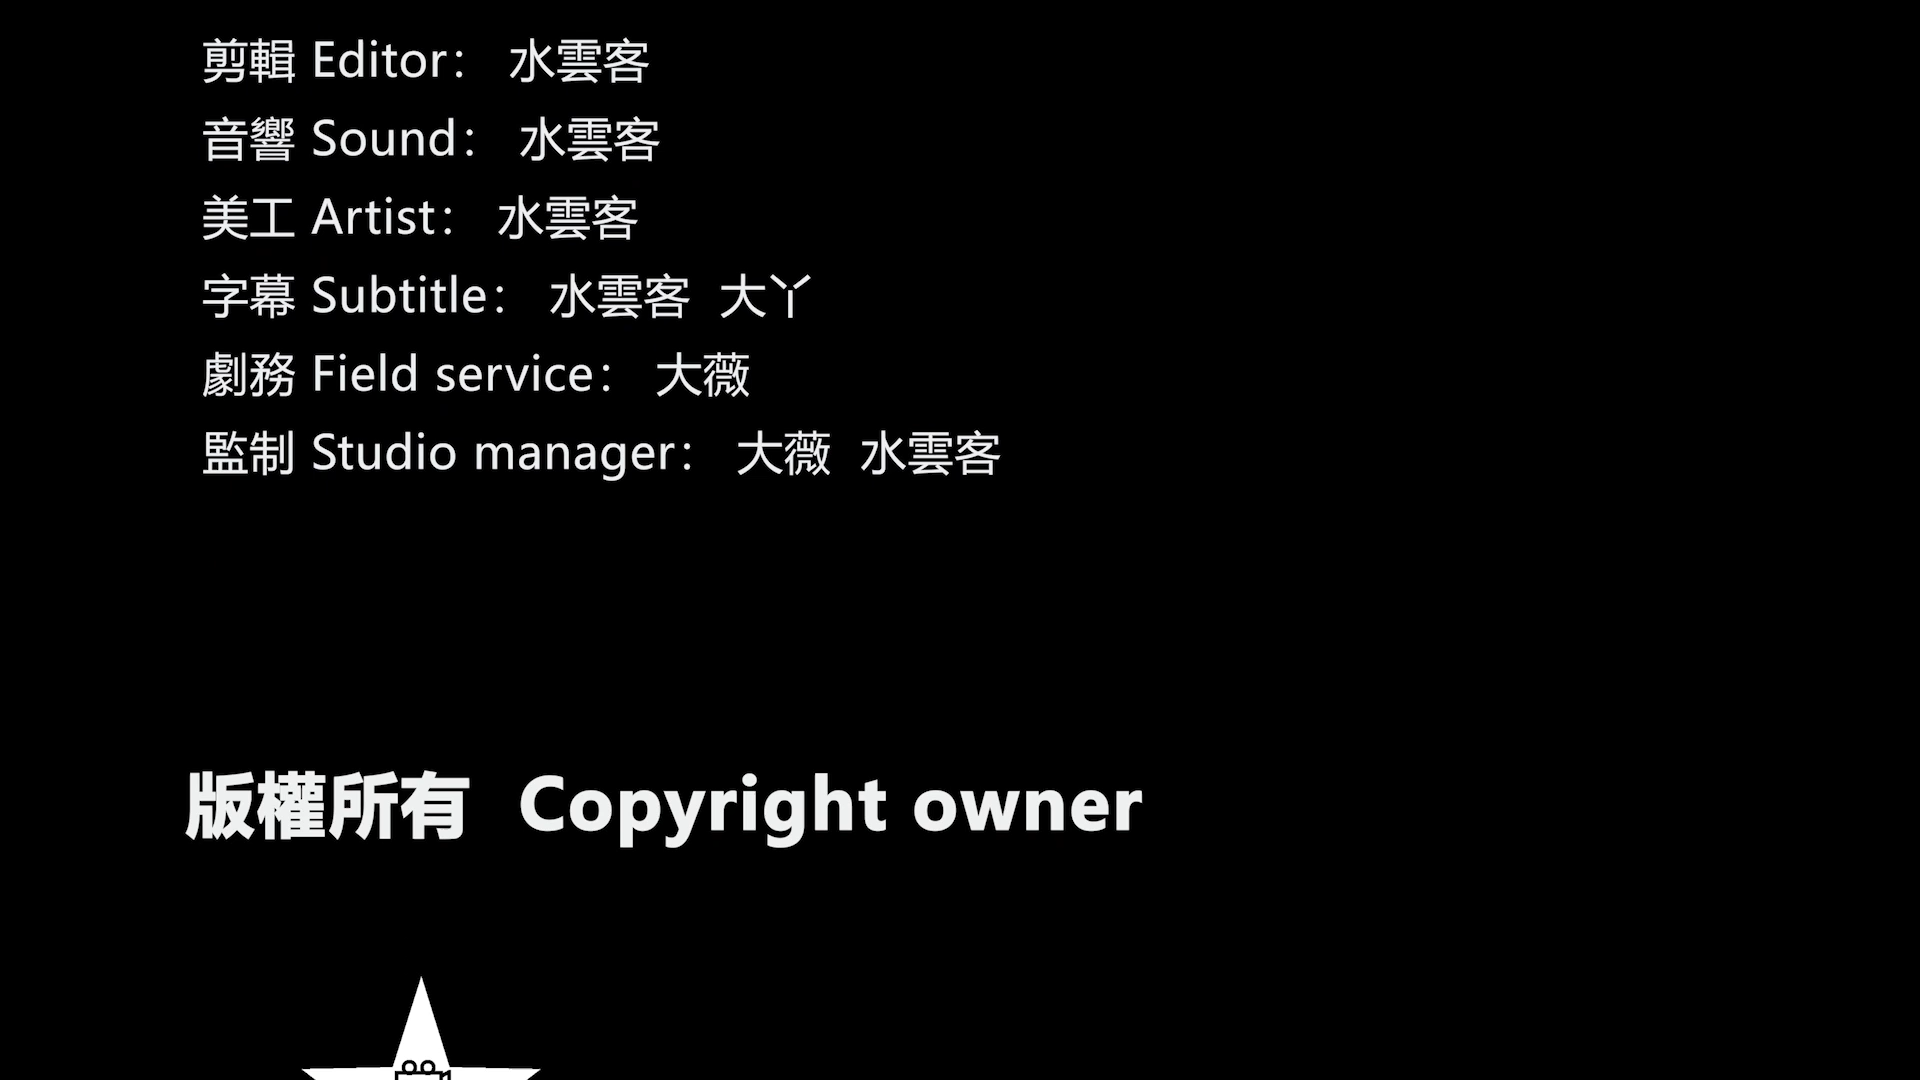 剪輯 Editor： 水雲客
音響 Sound： 水雲客
美工 Artist： 水雲客
字幕 Subtitle： 水雲客 大丫
劇務 Field service： 大薇
監制 Studio manager： 大薇 水雲客
版權所有 Copyright owner